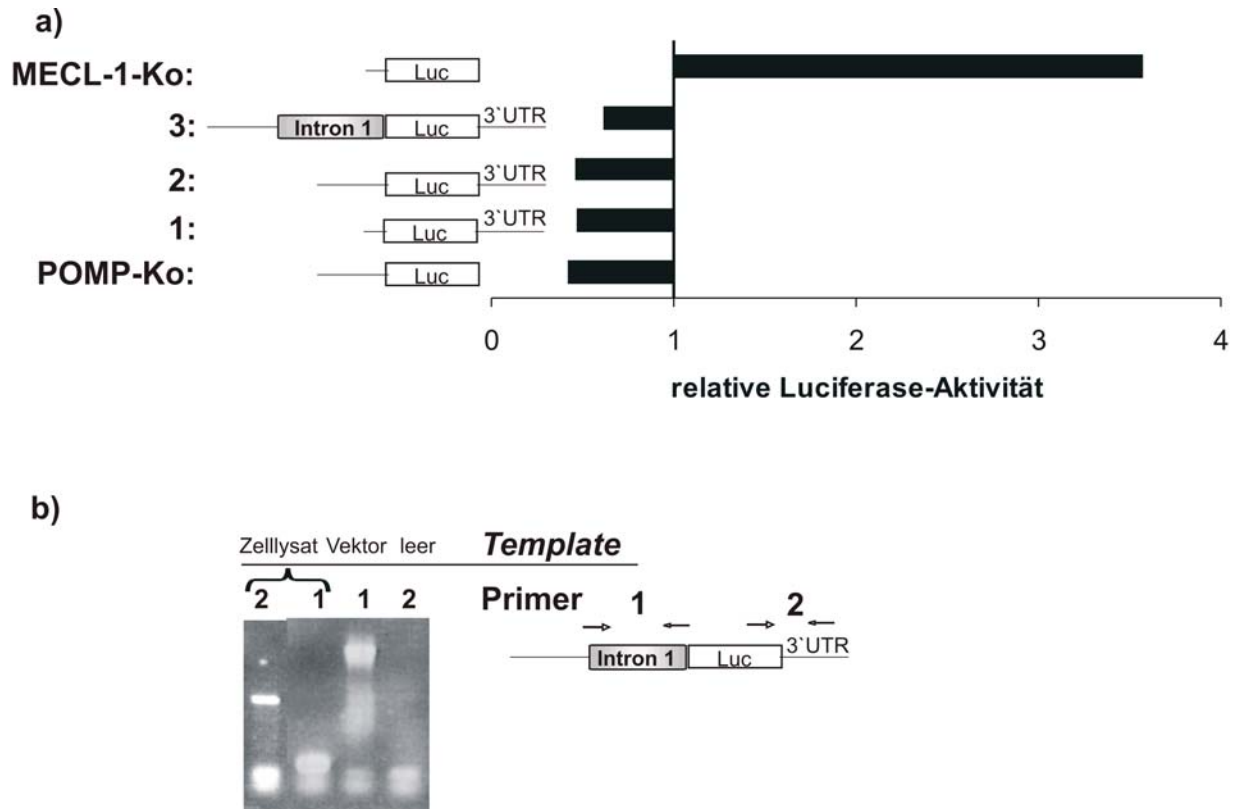 a)
MECL-1-Ko:
Luc
3:
Intron 1
Luc
3`UTR
2:
Luc
3`UTR
1:
Luc
3`UTR
POMP-Ko:
Luc
0 1 2 3 4
relative Luciferase-Aktivität
b)
Zelllysat Vektor leer Template
2 1 1 2 Primer 1 2
Intron 1
Luc
3`UTR